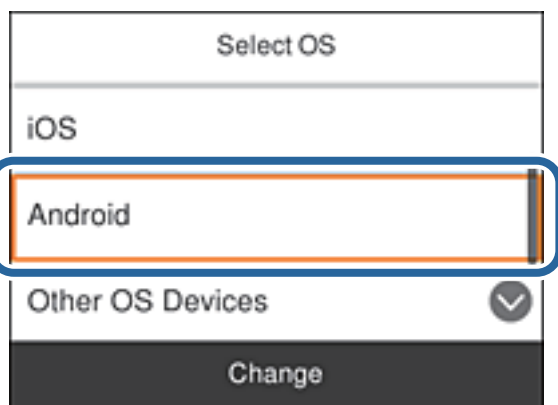 Select OS
iOS
Android
Other OS Devices
Change